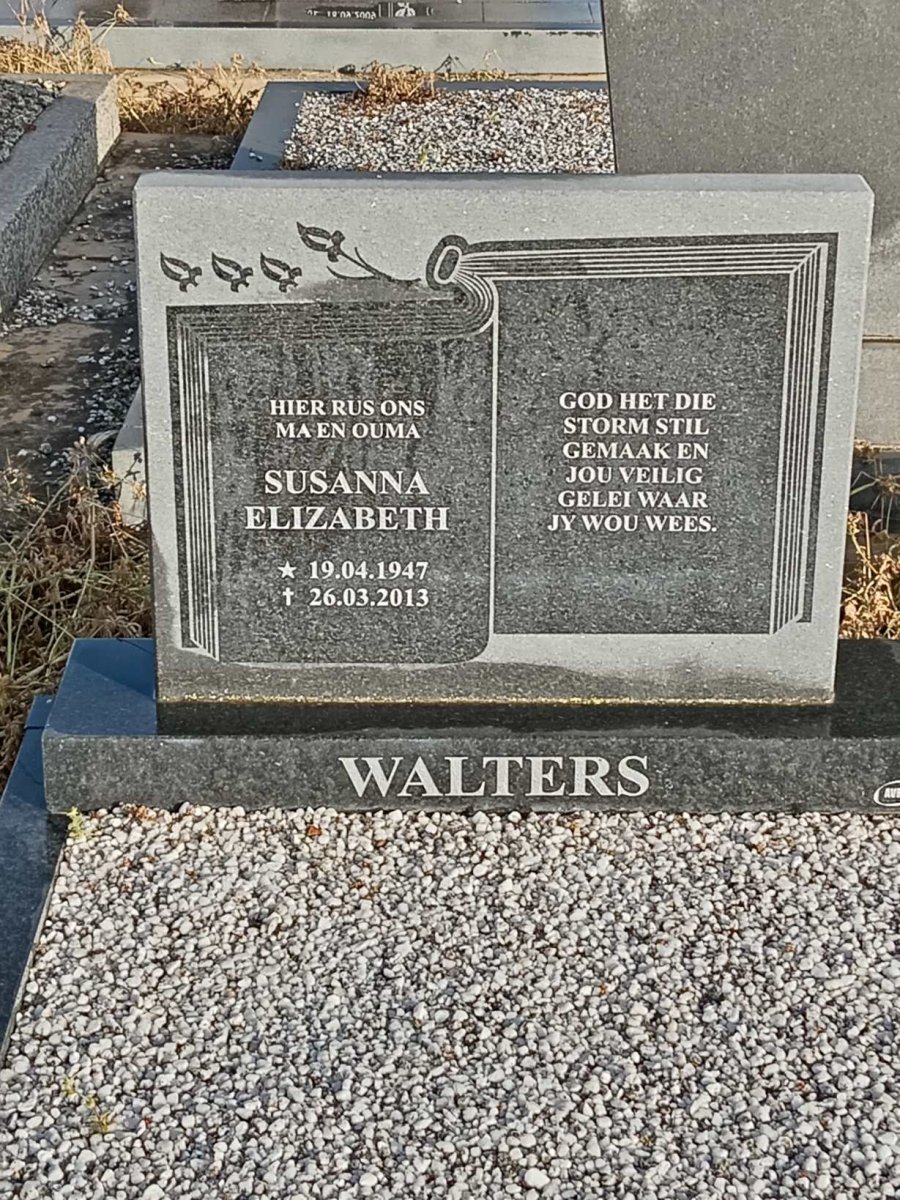 HIER RUS ONS
MA EN OUMA
SUSANNA
ELIZABETH
★ 19.04.1947
✝ 26.03.2013
GOD HET DIE
STORM STIL
GEMAAK EN
JOU VEILIG
GELEI WAAR
JY WOU WEES.
WALTERS